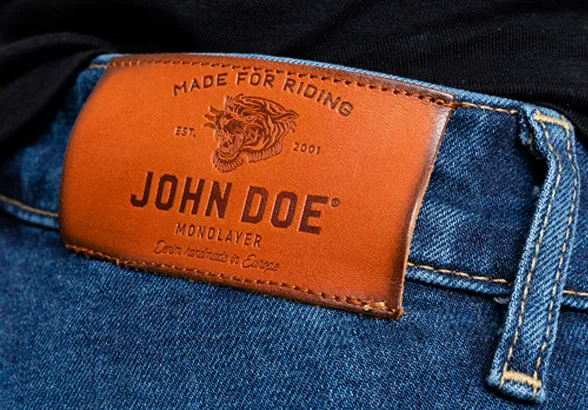 MADE FOR RIDING
EST. 2001
JOHN DOE®
MONOLAYER
Denim handmade in Europe